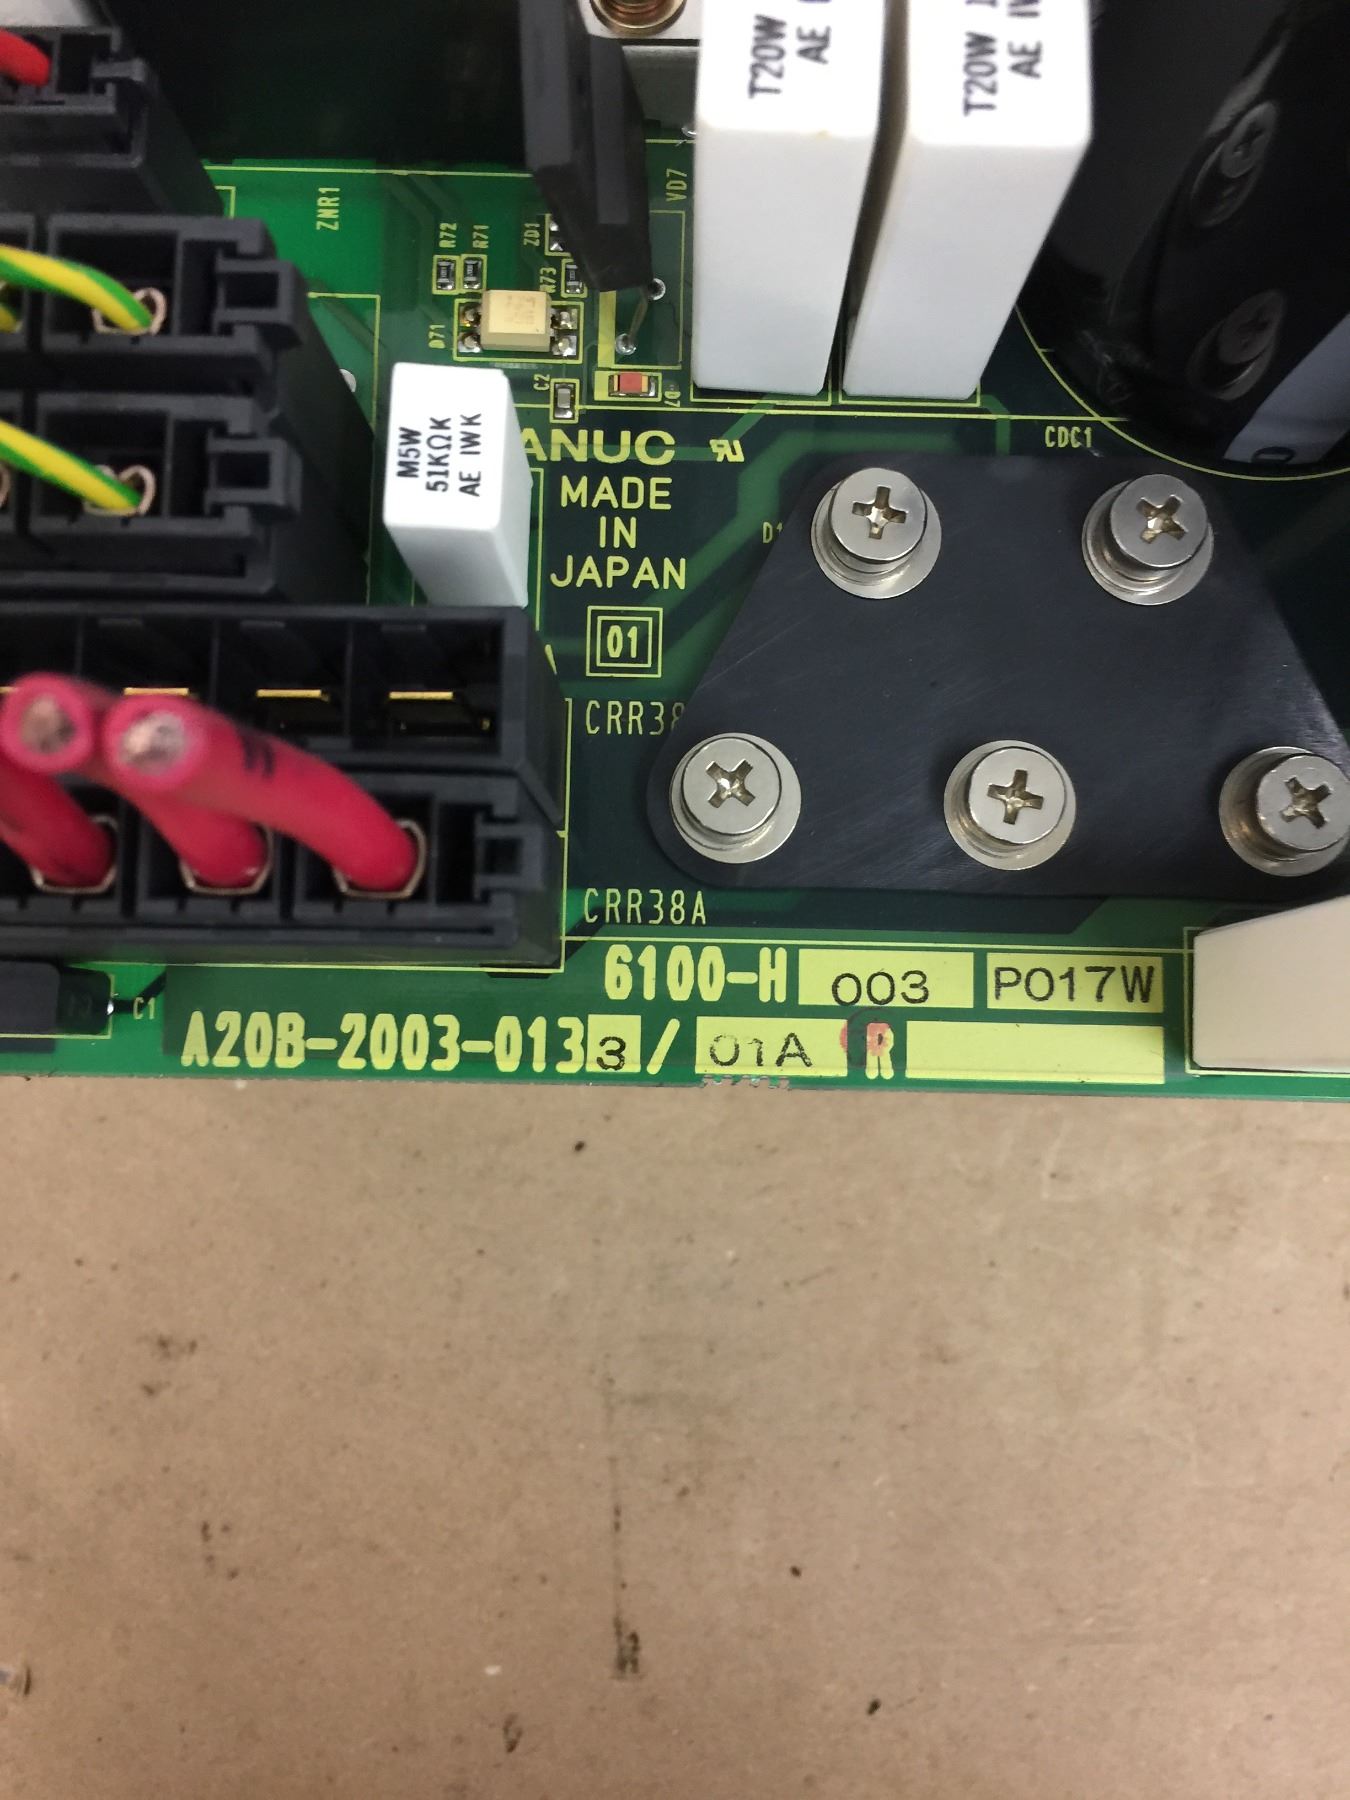 T20W
AE
T20W
AE
ZNR1
VD7
R72
R71
ZD1
R73
D71
C2
D7
M5W
51KΩK
AE IWK
ANUC
CDC1
MADE
IN
JAPAN
01
CRR38
CRR38A
6100-H 003 P017W
C1
A20B-2003-0133/01A R